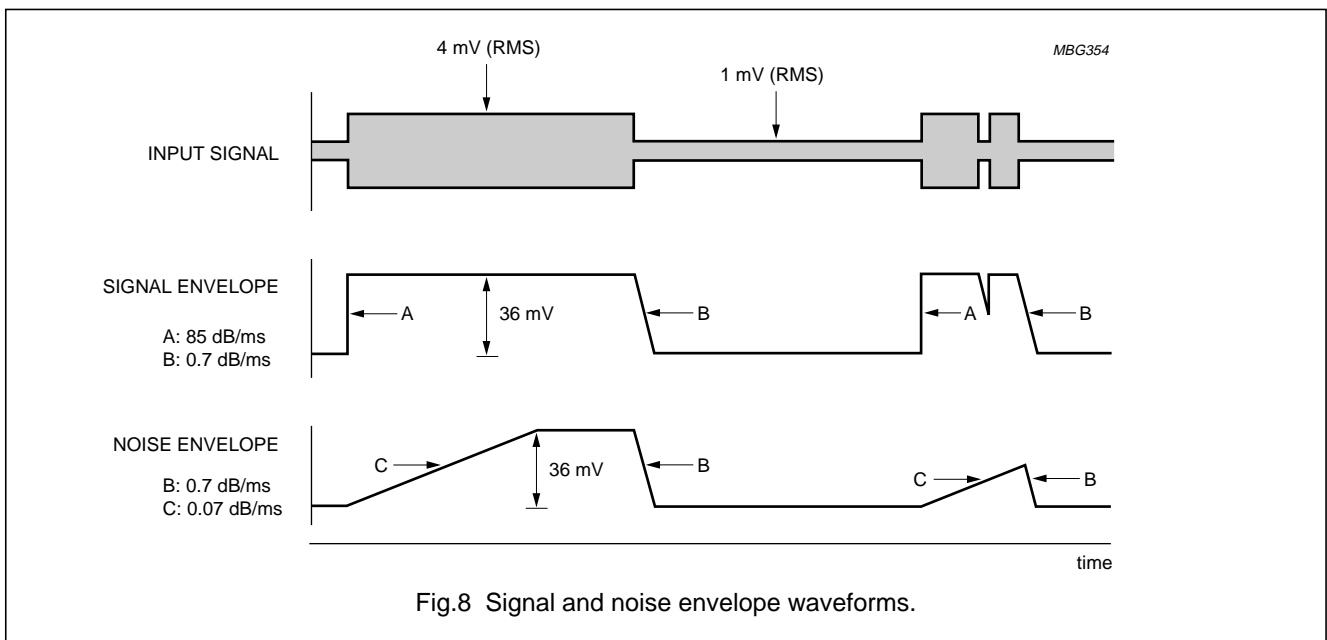 4 mV (RMS)
MBG354
1 mV (RMS)
INPUT SIGNAL
SIGNAL ENVELOPE
A
36 mV
B
A
B
A: 85 dB/ms
B: 0.7 dB/ms
NOISE ENVELOPE
C
36 mV
B
C
B
B: 0.7 dB/ms
C: 0.07 dB/ms
time
Fig.8 Signal and noise envelope waveforms.